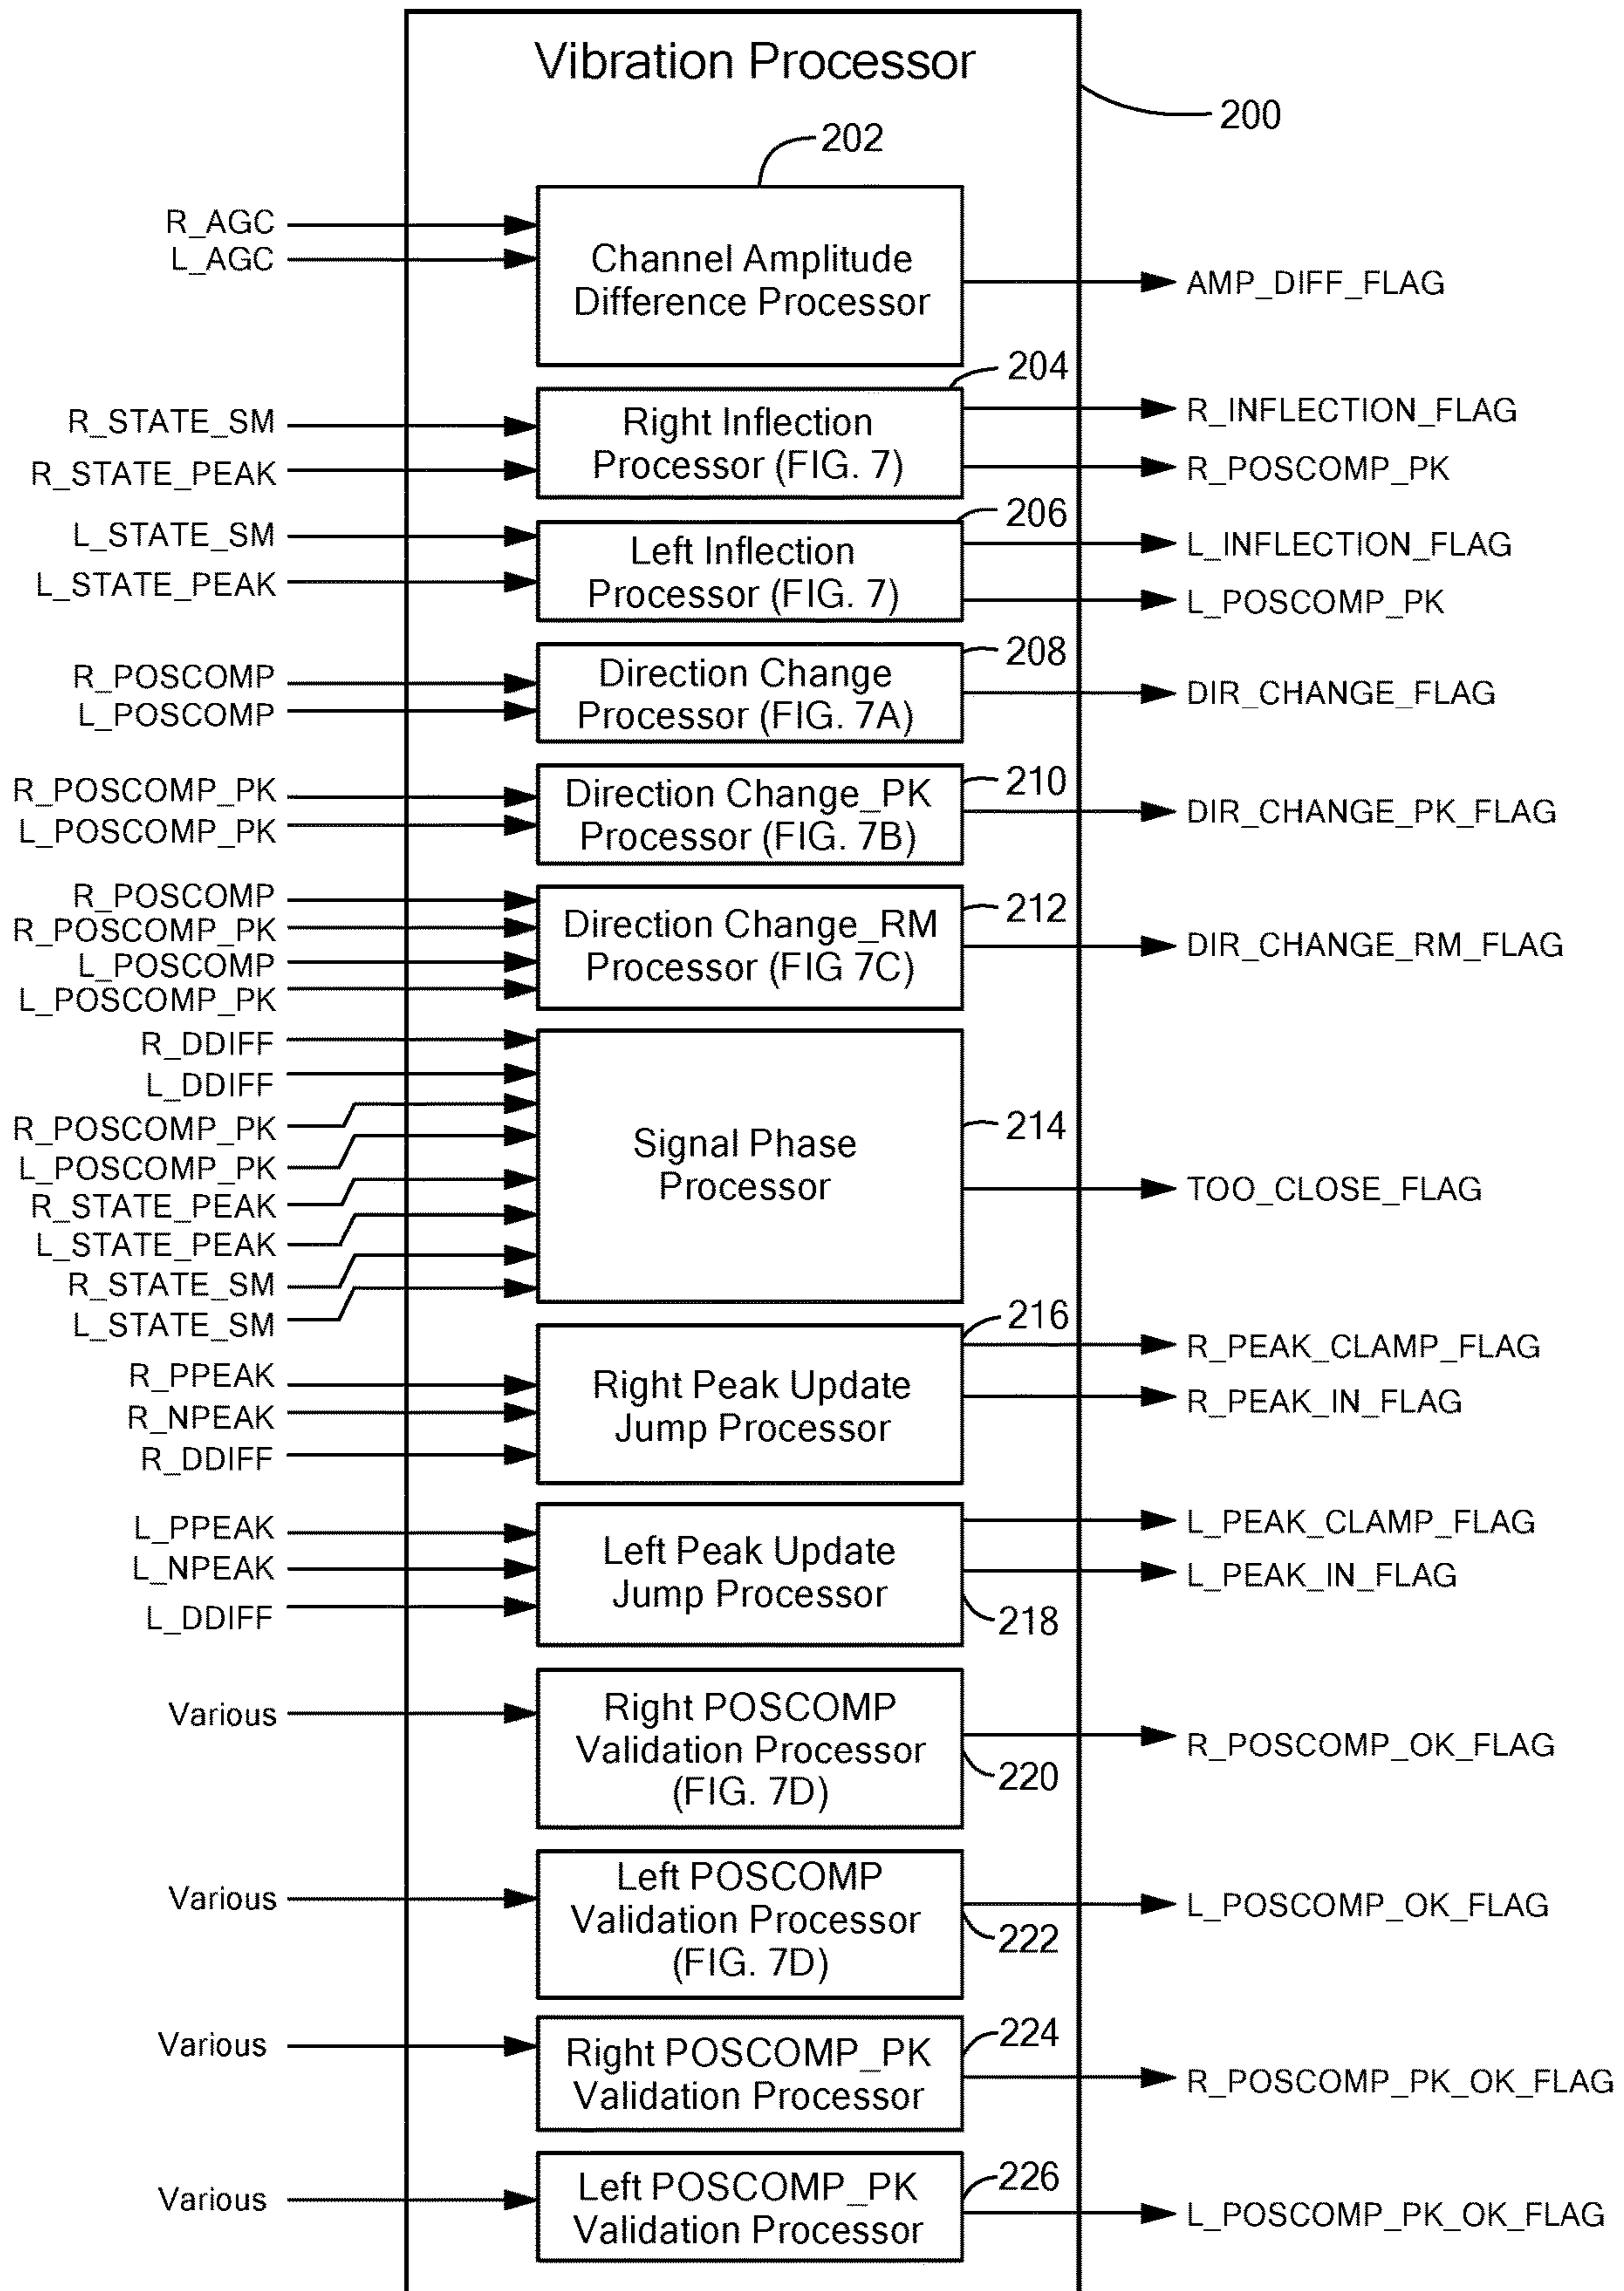 Vibration Processor
200
202
R_AGC
L_AGC
Channel Amplitude
Difference Processor
AMP_DIFF_FLAG
204
R_STATE_SM
R_STATE_PEAK
Right Inflection
Processor (FIG. 7)
R_INFLECTION_FLAG
R_POSCOMP_PK
206
L_STATE_SM
L_STATE_PEAK
Left Inflection
Processor (FIG. 7)
L_INFLECTION_FLAG
L_POSCOMP_PK
208
R_POSCOMP
L_POSCOMP
Direction Change
Processor (FIG. 7A)
DIR_CHANGE_FLAG
210
R_POSCOMP_PK
L_POSCOMP_PK
Direction Change_PK
Processor (FIG. 7B)
DIR_CHANGE_PK_FLAG
212
R_POSCOMP
R_POSCOMP_PK
L_POSCOMP
L_POSCOMP_PK
Direction Change_RM
Processor (FIG 7C)
DIR_CHANGE_RM_FLAG
R_DDIFF
L_DDIFF
R_POSCOMP_PK
L_POSCOMP_PK
R_STATE_PEAK
L_STATE_PEAK
R_STATE_SM
L_STATE_SM
Signal Phase
Processor
214
TOO_CLOSE_FLAG
216
R_PPEAK
R_NPEAK
R_DDIFF
Right Peak Update
Jump Processor
R_PEAK_CLAMP_FLAG
R_PEAK_IN_FLAG
L_PPEAK
L_NPEAK
L_DDIFF
Left Peak Update
Jump Processor
218
L_PEAK_CLAMP_FLAG
L_PEAK_IN_FLAG
Various
Right POSCOMP
Validation Processor
(FIG. 7D)
220
R_POSCOMP_OK_FLAG
Various
Left POSCOMP
Validation Processor
(FIG. 7D)
222
L_POSCOMP_OK_FLAG
Various
Right POSCOMP_PK
Validation Processor
224
R_POSCOMP_PK_OK_FLAG
Various
Left POSCOMP_PK
Validation Processor
226
L_POSCOMP_PK_OK_FLAG